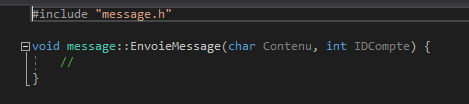 #include "message.h"
void message::EnvoieMessage(char Contenu, int IDCompte) {
//
}